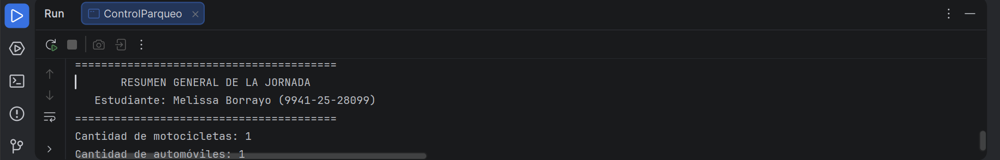 Run ControlParqueo
=======================================
RESUMEN GENERAL DE LA JORNADA
Estudiante: Melissa Borrayo (9941-25-28099)
=======================================
Cantidad de motocicletas: 1
Cantidad de automóviles: 1